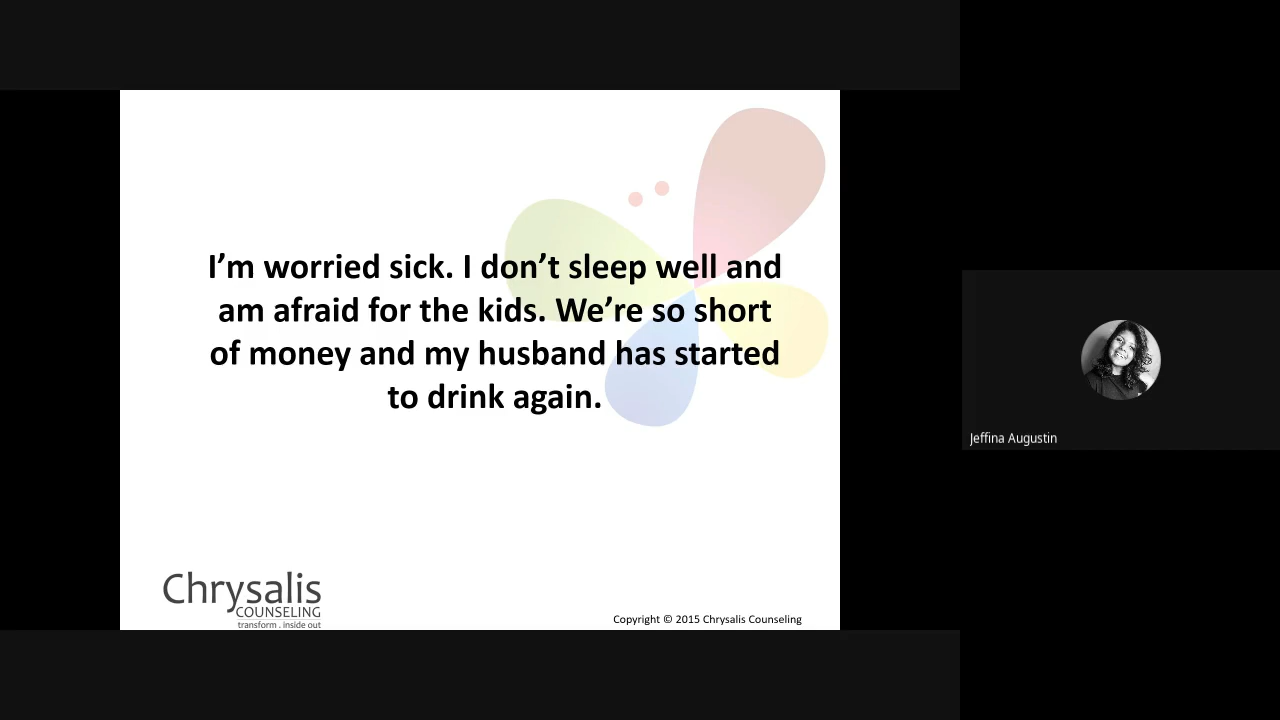 I’m worried sick. I don’t sleep well and
am afraid for the kids. We’re so short
of money and my husband has started
to drink again.
Chrysalis
COUNSELING
transform . inside out
Copyright © 2015 Chrysalis Counseling
Jeffina Augustin